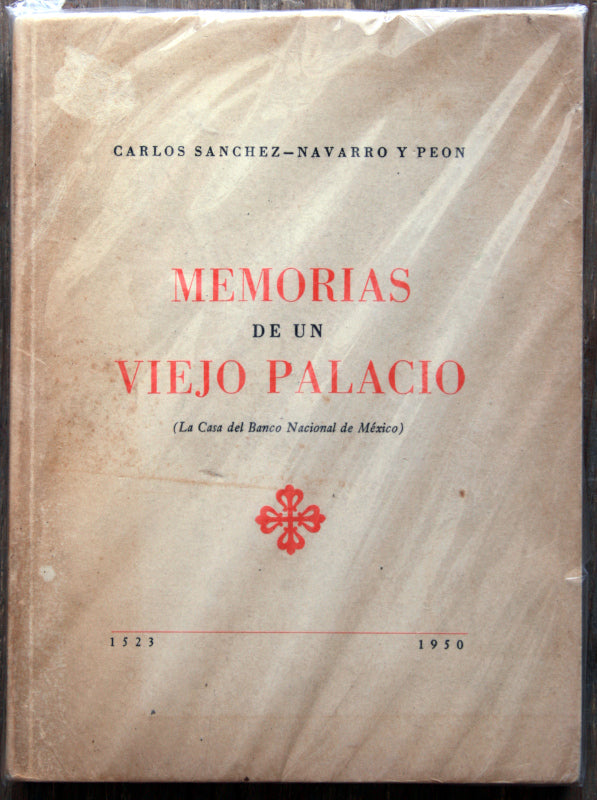 CARLOS SANCHEZ-NAVARRO Y PEON
MEMORIAS
DE UN
VIEJO PALACIO
(La Casa del Banco Nacional de México)
1523 1950